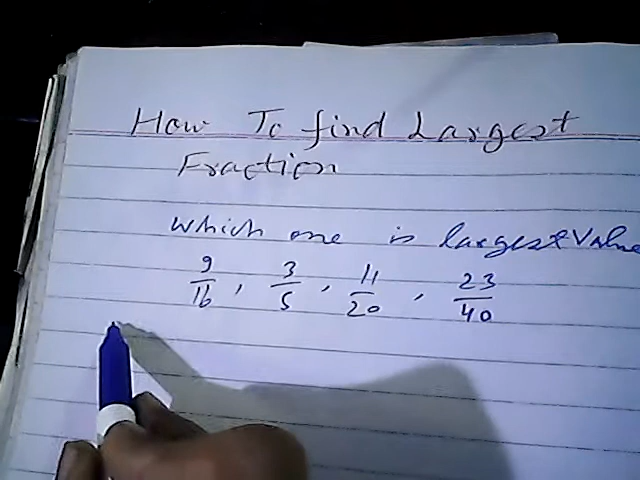 How To find Largest
Fraction
which one is largest Value
9/16, 3/5, 11/20, 23/40